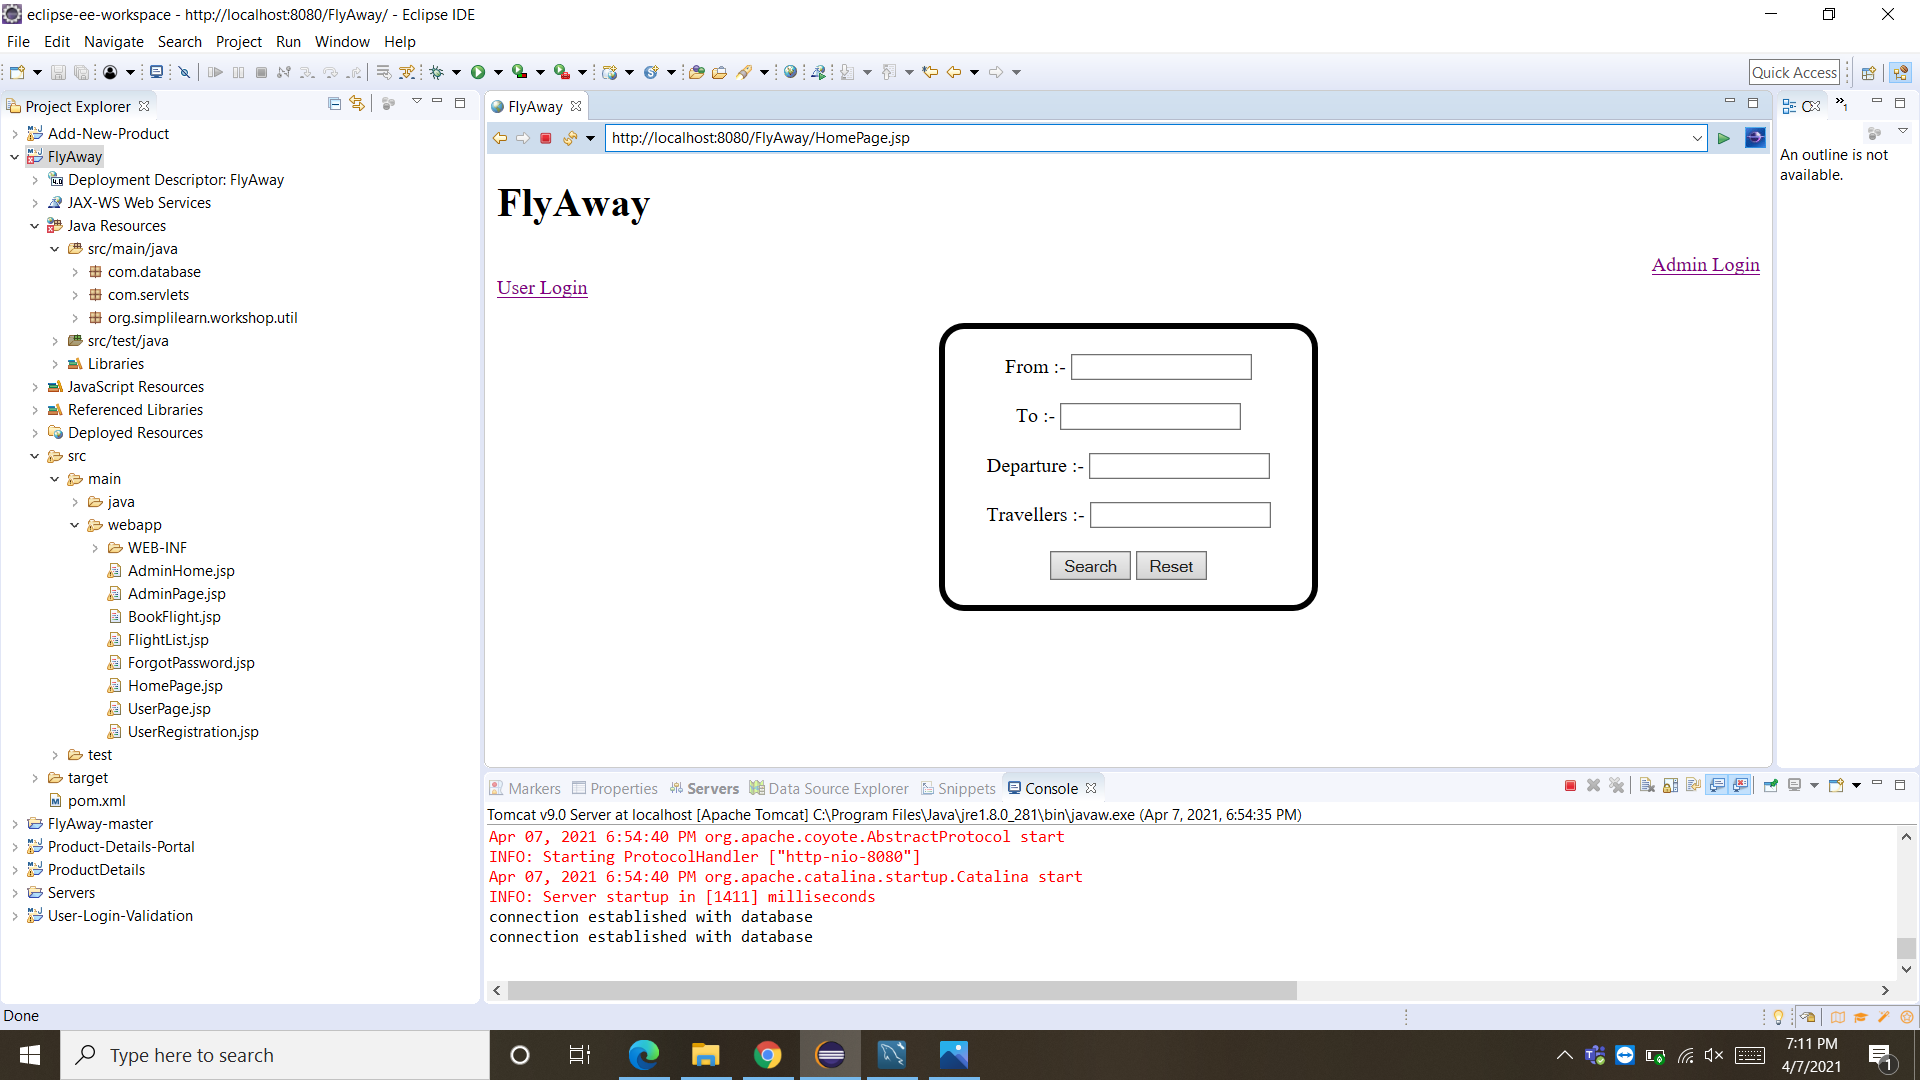 eclipse-ee-workspace - http://localhost:8080/FlyAway/ - Eclipse IDE
File Edit Navigate Search Project Run Window Help
Quick Access
Project Explorer
Add-New-Product
FlyAway
Deployment Descriptor: FlyAway
JAX-WS Web Services
Java Resources
src/main/java
com.database
com.servlets
org.simplilearn.workshop.util
src/test/java
Libraries
JavaScript Resources
Referenced Libraries
Deployed Resources
src
main
java
webapp
WEB-INF
AdminHome.jsp
AdminPage.jsp
BookFlight.jsp
FlightList.jsp
ForgotPassword.jsp
HomePage.jsp
UserPage.jsp
UserRegistration.jsp
test
target
pom.xml
FlyAway-master
Product-Details-Portal
ProductDetails
Servers
User-Login-Validation
FlyAway
http://localhost:8080/FlyAway/HomePage.jsp
FlyAway
Admin Login
User Login
From :-
To :-
Departure :-
Travellers :-
Search Reset
An outline is not
available.
Markers Properties Servers Data Source Explorer Snippets Console
Tomcat v9.0 Server at localhost [Apache Tomcat] C:\Program Files\Java\jre1.8.0_281\bin\javaw.exe (Apr 7, 2021, 6:54:35 PM)
Apr 07, 2021 6:54:40 PM org.apache.coyote.AbstractProtocol start
INFO: Starting ProtocolHandler ["http-nio-8080"]
Apr 07, 2021 6:54:40 PM org.apache.catalina.startup.Catalina start
INFO: Server startup in [1411] milliseconds
connection established with database
connection established with database
Done
Type here to search
7:11 PM
4/7/2021
1